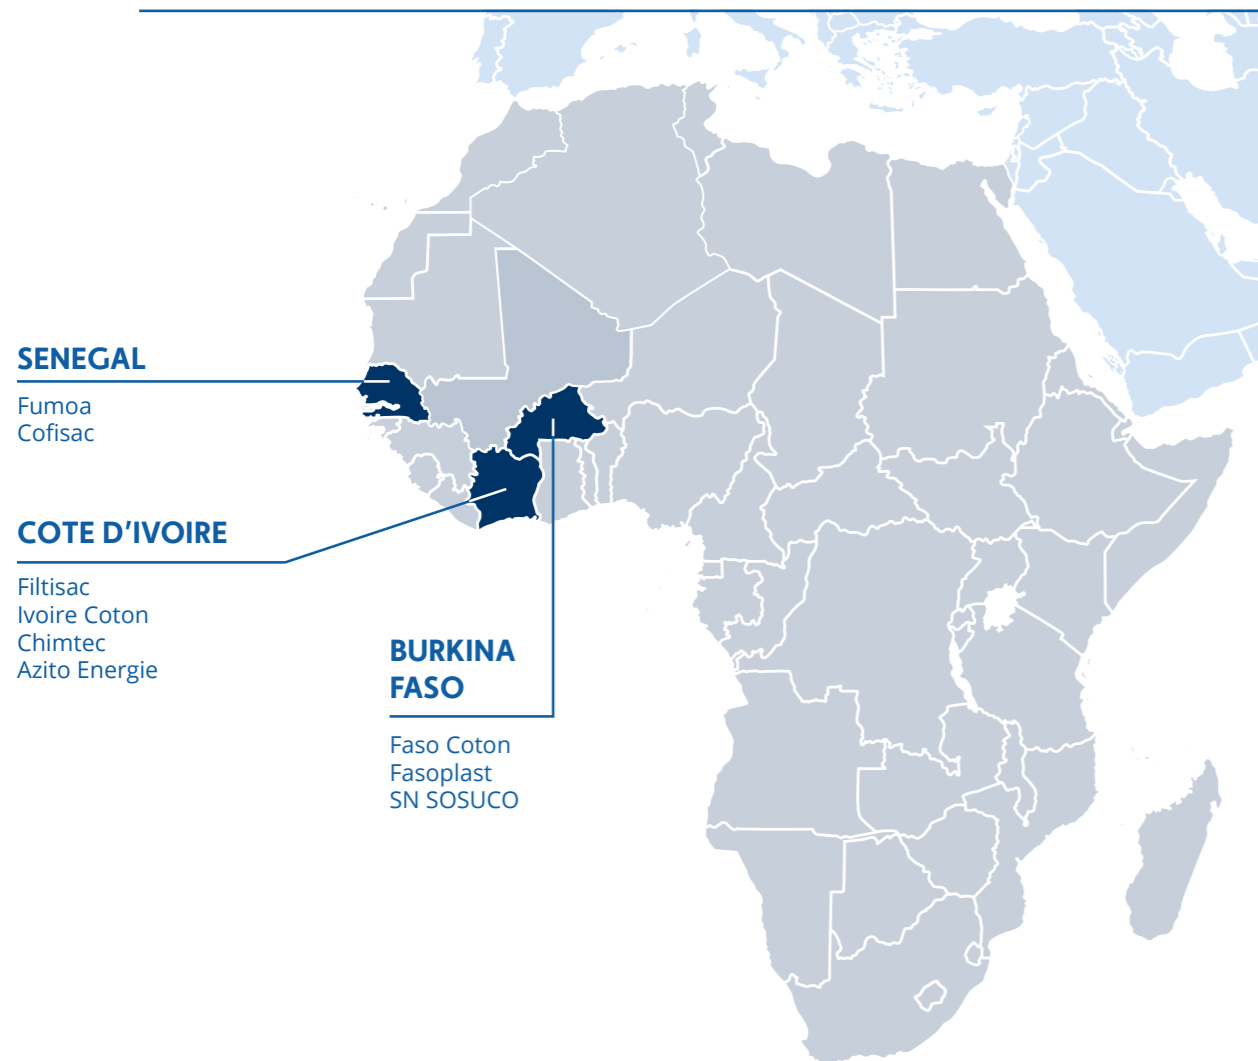 SENEGAL
Fumoa
Cofisac
COTE D'IVOIRE
Filtisac
Ivoire Coton
Chimtec
Azito Energie
BURKINA
FASO
Faso Coton
Fasoplast
SN SOSUCO